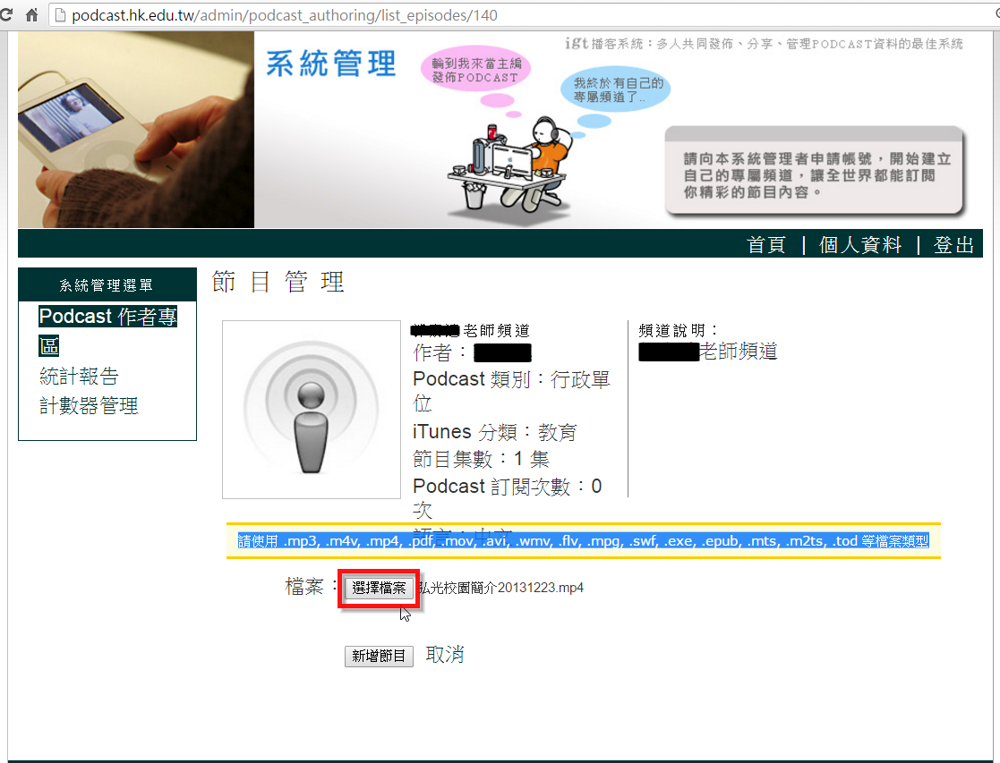 podcast.hk.edu.tw/admin/podcast_authoring/list_episodes/140
igt播客系統：多人共同發佈、分享、管理PODCAST資料的最佳系統
系統管理
輪到我來當主編
發佈PODCAST
我終於有自己的
專屬頻道了..
請向本系統管理者申請帳號，開始建立
自己的專屬頻道，讓全世界都能訂閱
你精彩的節目內容。
首頁 | 個人資料 | 登出
系統管理選單
Podcast 作者專
區
統計報告
計數器管理
節目管理
老師頻道
作者：
Podcast 類別：行政單
位
iTunes 分類：教育
節目集數：1 集
Podcast 訂閱次數：0
次
語言：中文
頻道說明：
老師頻道
請使用 .mp3, .m4v, .mp4, .pdf,.mov, .avi, .wmv, .flv, .mpg, .swf, .exe, .epub, .mts, .m2ts, .tod 等檔案類型
檔案：選擇檔案 弘光校園簡介20131223.mp4
新增節目 取消